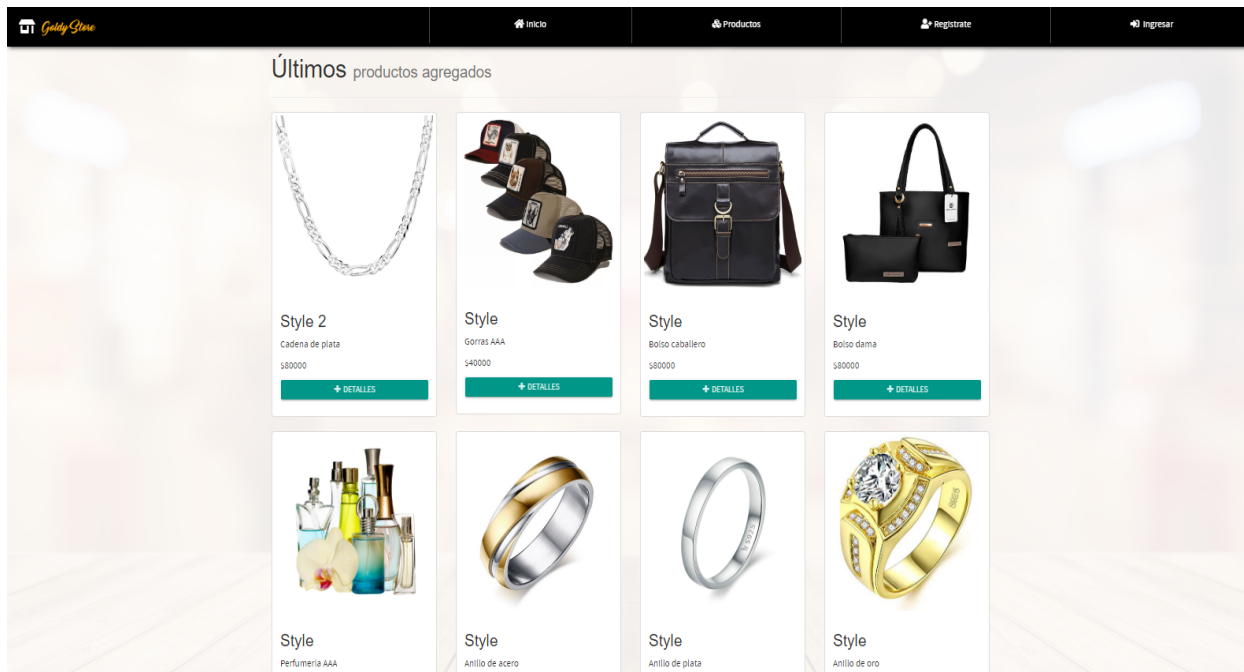 Goldy Store
Inicio
Productos
Registrate
Ingresar
Últimos productos agregados
Style 2
Cadena de plata
$80000
+ DETALLES
Style
Gorras AAA
$40000
+ DETALLES
Style
Bolso caballero
$80000
+ DETALLES
Style
Bolso dama
$80000
+ DETALLES
Style
Perfumeria AAA
Style
Anillo de acero
Style
Anillo de plata
Style
Anillo de oro